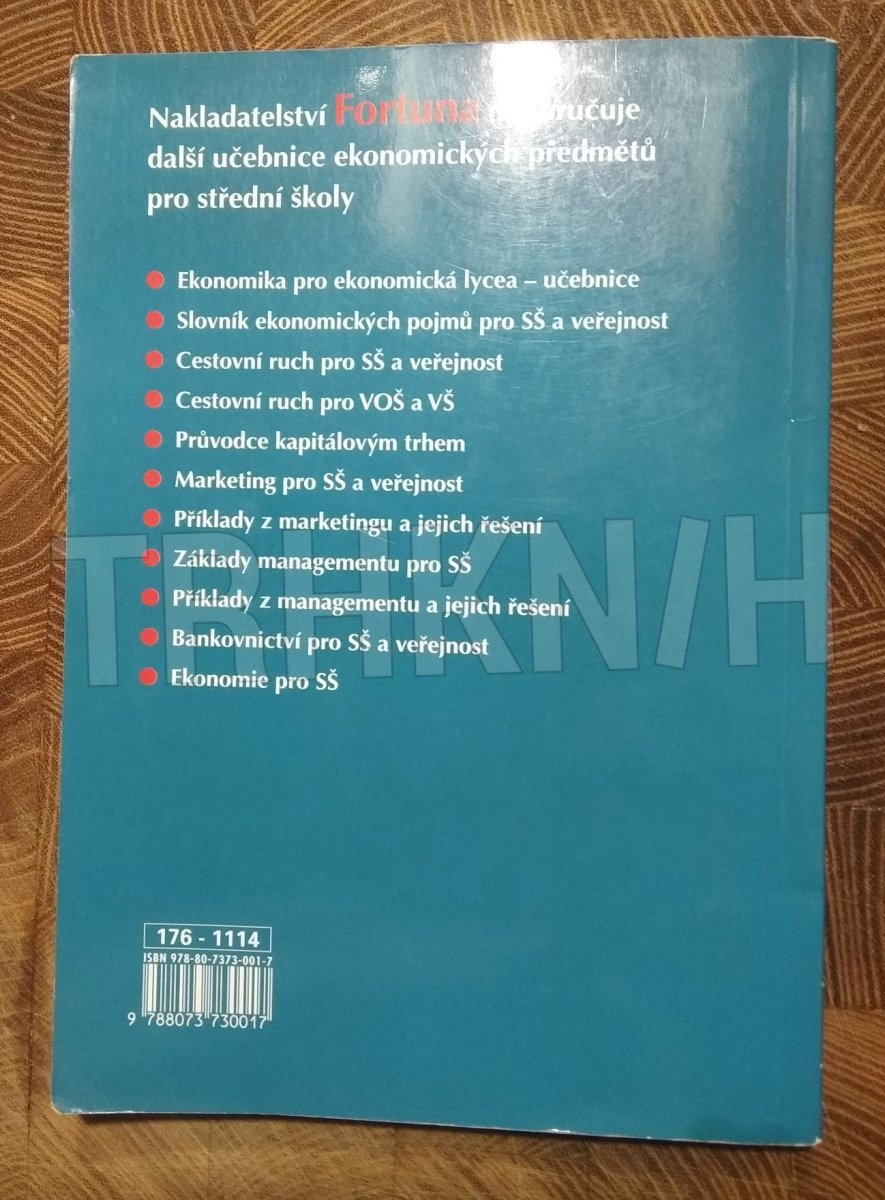 Nakladatelství Fortuna doporučuje
další učebnice ekonomických předmětů
pro střední školy
Ekonomika pro ekonomická lycea – učebnice
Slovník ekonomických pojmů pro SŠ a veřejnost
Cestovní ruch pro SŠ a veřejnost
Cestovní ruch pro VOŠ a VŠ
Průvodce kapitálovým trhem
Marketing pro SŠ a veřejnost
Příklady z marketingu a jejich řešení
Základy managementu pro SŠ
Příklady z managementu a jejich řešení
Bankovnictví pro SŠ a veřejnost
Ekonomie pro SŠ
TRHKN/H
176 - 1114
ISBN 978-80-7373-001-7
9 788073 730017